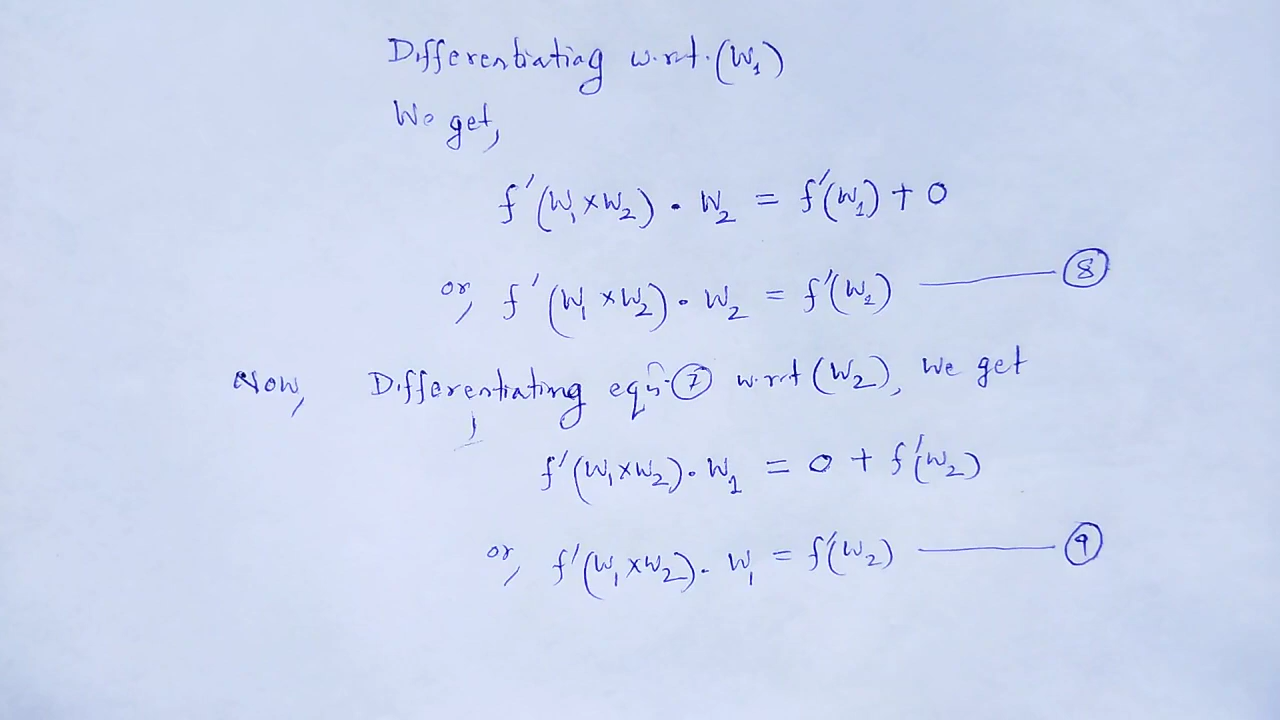 Differentiating w.r.t. (W₁)
We get,
f′(W₁×W₂) · W₂ = f′(W₁) + 0
or, f′(W₁×W₂) · W₂ = f′(W₁) —— ⑧
Now, Differentiating eqⁿ. ⑦ w.r.t (W₂), We get
f′(W₁×W₂) · W₁ = 0 + f′(W₂)
or, f′(W₁×W₂) · W₁ = f′(W₂) —— ⑨